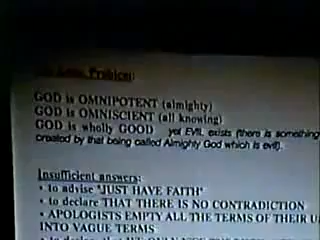 Problem:
GOD is OMNIPOTENT (almighty)
GOD is OMNISCIENT (all knowing)
GOD is wholly GOOD yet EVIL exists (there is something
created by that being called Almighty God which is evil).
Insufficient answers:
• to advise 'JUST HAVE FAITH'
• to declare THAT THERE IS NO CONTRADICTION
• APOLOGISTS EMPTY ALL THE TERMS OF THEIR
INTO VAGUE TERMS